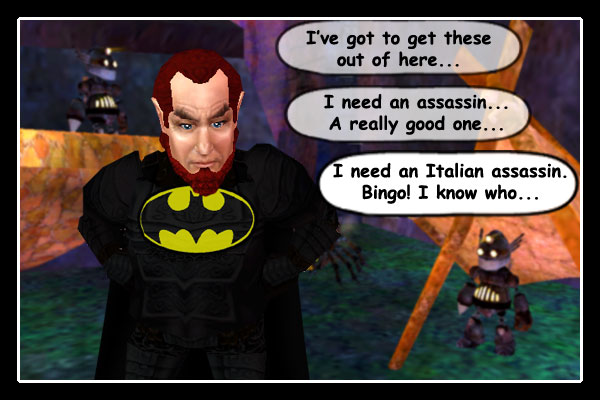 I've got to get these
out of here...
I need an assassin...
A really good one...
I need an Italian assassin.
Bingo! I know who...